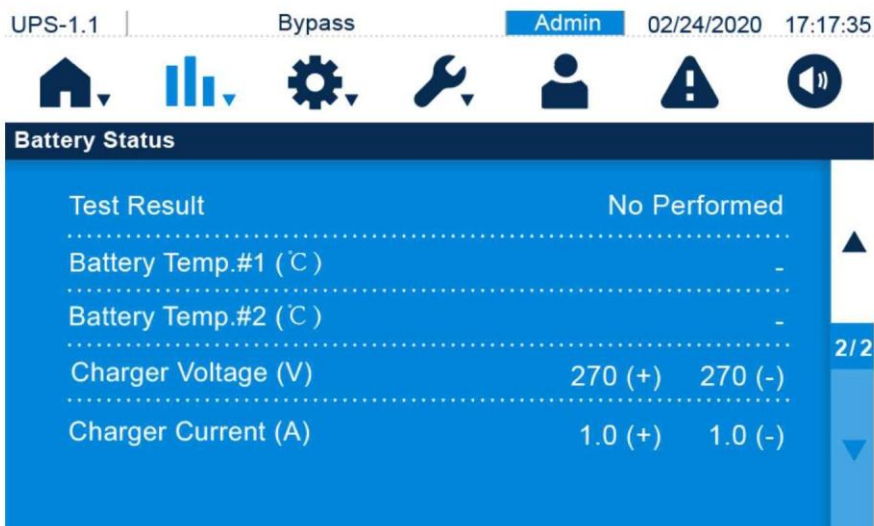 UPS-1.1 Bypass Admin 02/24/2020 17:17:35
Battery Status
Test Result No Performed
Battery Temp.#1 (℃) -
Battery Temp.#2 (℃) -
2/2
Charger Voltage (V) 270 (+) 270 (-)
Charger Current (A) 1.0 (+) 1.0 (-)